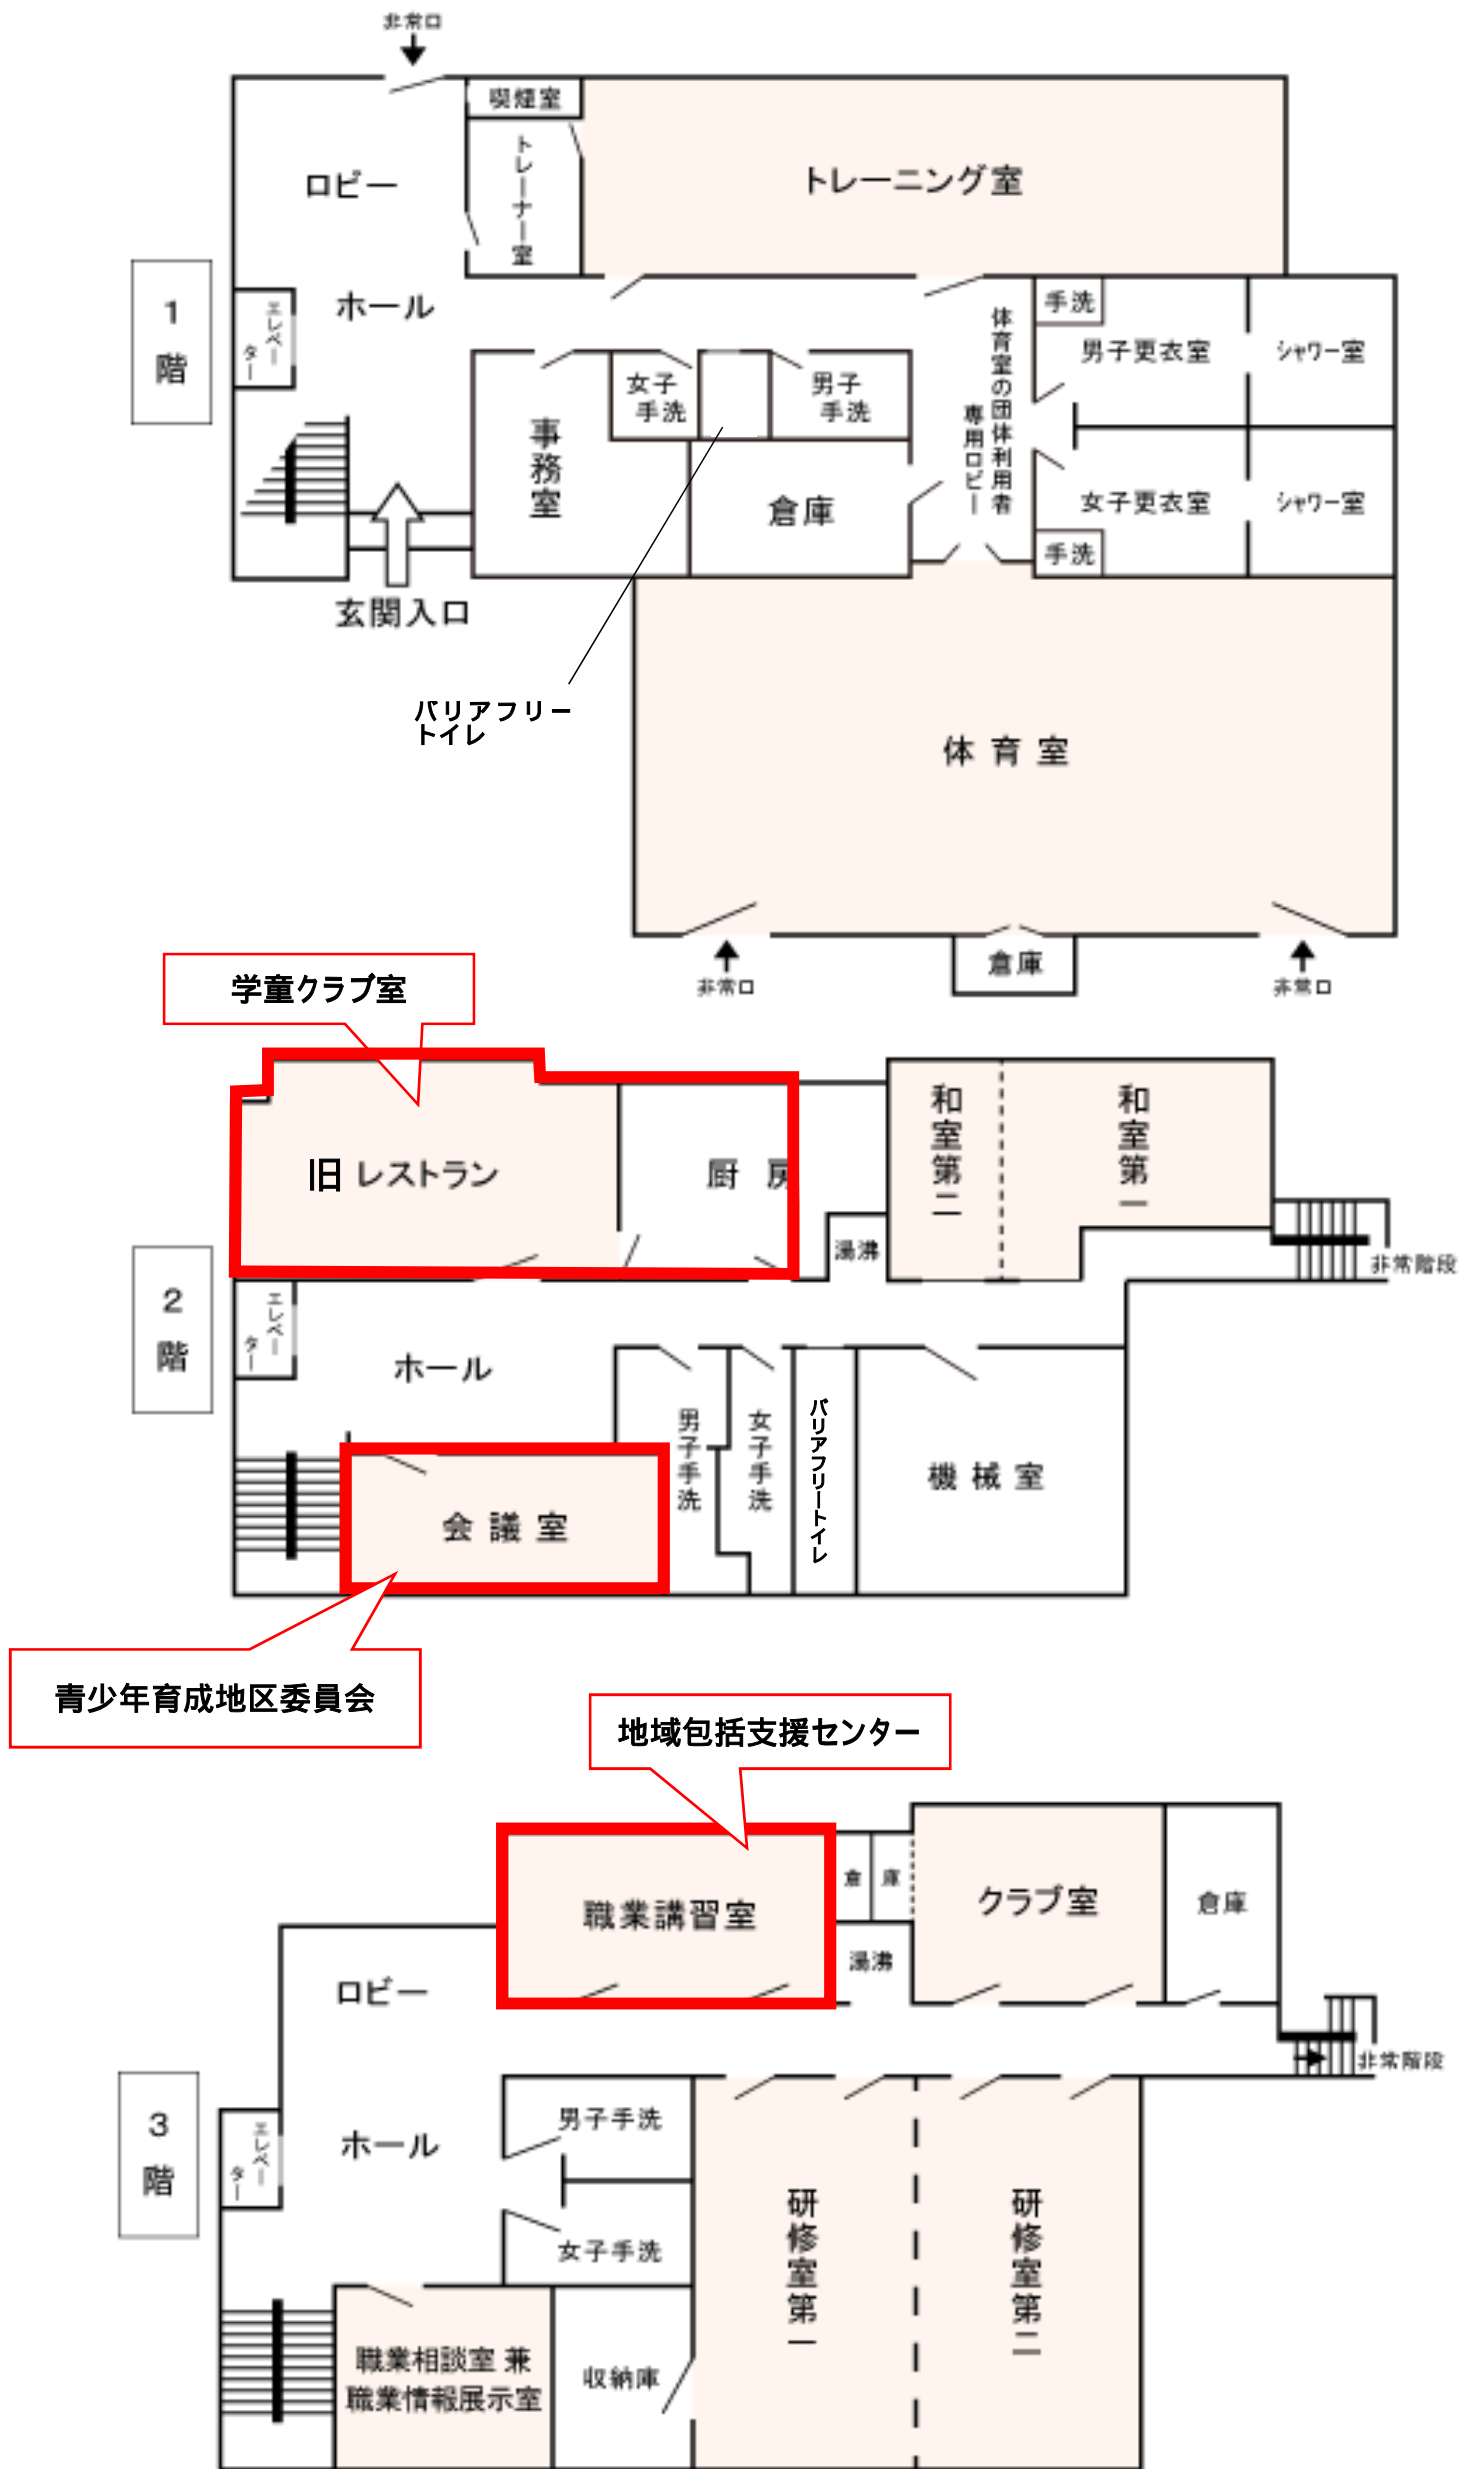 非常口
喫煙室
トレーナー室
トレーニング室
ロビー
1
階
エレベー
ター
ホール
手洗
体育室の団体利用者
専用ロビー
男子更衣室
シャワー室
女子
手洗
男子
手洗
事務室
倉庫
女子更衣室
シャワー室
手洗
玄関入口
バリアフリー
トイレ
体育室
倉庫
非常口
非常口
学童クラブ室
旧レストラン
厨房
和室第二
和室第一
湯沸
非常階段
2
階
エレベー
ター
ホール
男子手洗
女子手洗
バリアフリートイレ
機械室
会議室
青少年育成地区委員会
地域包括支援センター
職業講習室
倉庫
クラブ室
倉庫
湯沸
ロビー
非常階段
3
階
エレベー
ター
ホール
男子手洗
女子手洗
研修室第一
研修室第二
職業相談室兼
職業情報展示室
収納庫